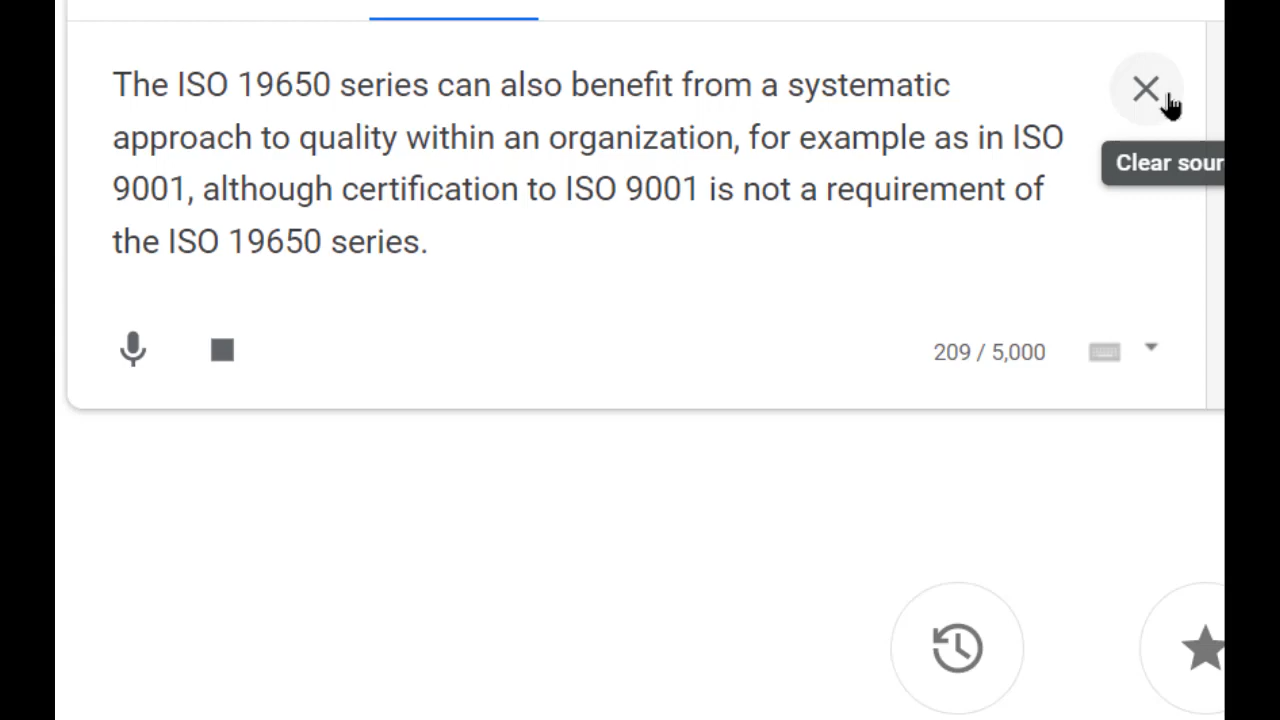 The ISO 19650 series can also benefit from a systematic
approach to quality within an organization, for example as in ISO
9001, although certification to ISO 9001 is not a requirement of
the ISO 19650 series.
Clear sour
209 / 5,000